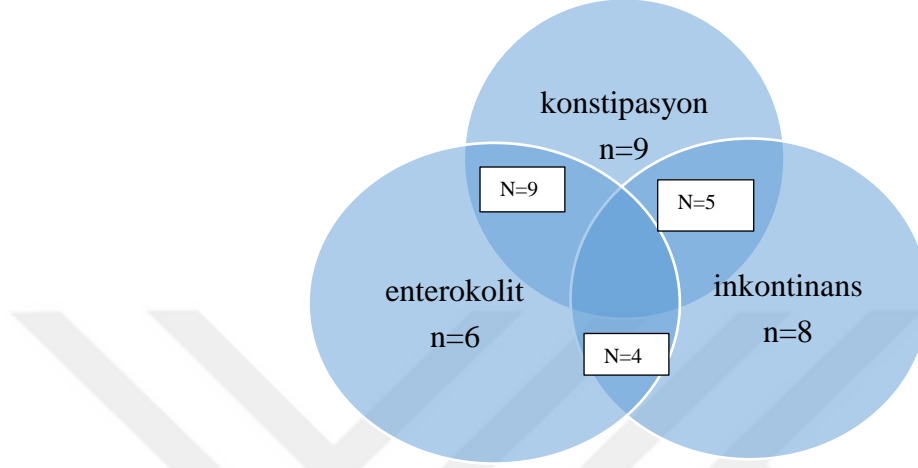 konstipasyon
n=9
N=9
N=5
enterokolit
n=6
inkontinans
n=8
N=4